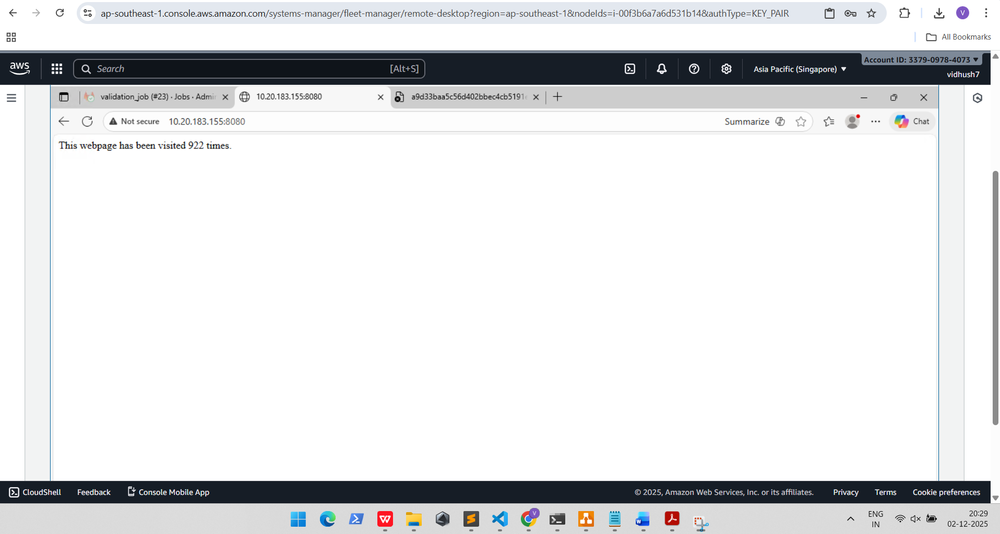 ap-southeast-1.console.aws.amazon.com/systems-manager/fleet-manager/remote-desktop?region=ap-southeast-1&nodeIds=i-00f3b6a7a6d531b14&authType=KEY_PAIR
V
All Bookmarks
aws
Search
[Alt+S]
Asia Pacific (Singapore)
Account ID: 3379-0978-4073
vidhush7
validation_job (#23) · Jobs · Admi
10.20.183.155:8080
a9d33baa5c56d402bbec4cb5191
Not secure
10.20.183.155:8080
Summarize
Chat
This webpage has been visited 922 times.
CloudShell
Feedback
Console Mobile App
© 2025, Amazon Web Services, Inc. or its affiliates.
Privacy
Terms
Cookie preferences
V
ENG
IN
20:29
02-12-2025